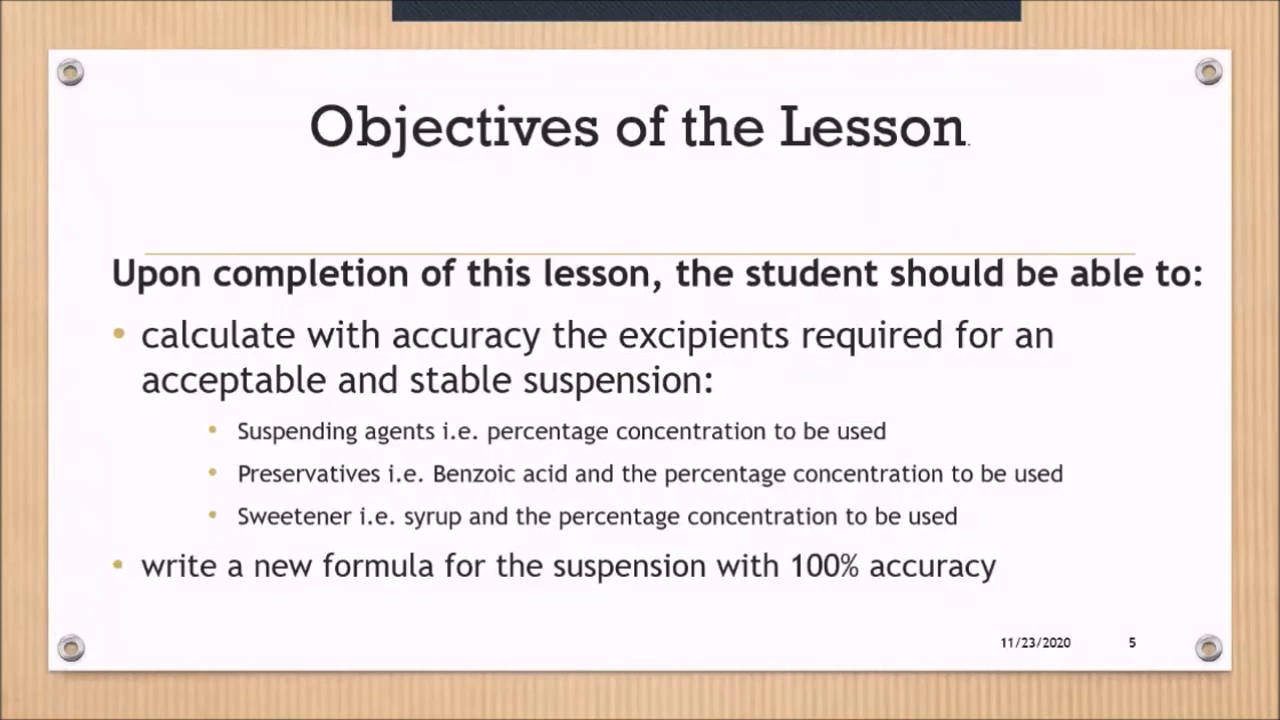 Objectives of the Lesson.
Upon completion of this lesson, the student should be able to:
• calculate with accuracy the excipients required for an
acceptable and stable suspension:
• Suspending agents i.e. percentage concentration to be used
• Preservatives i.e. Benzoic acid and the percentage concentration to be used
• Sweetener i.e. syrup and the percentage concentration to be used
• write a new formula for the suspension with 100% accuracy
11/23/2020 5